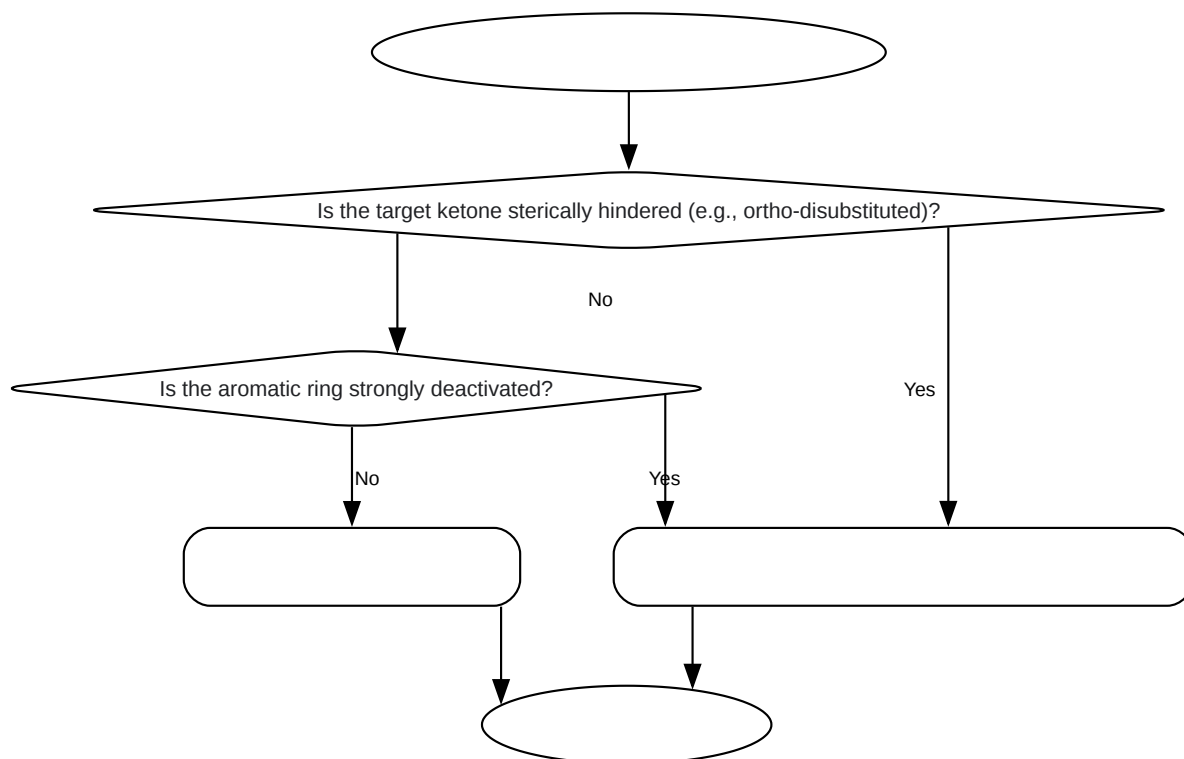 Is the target ketone sterically hindered (e.g., ortho-disubstituted)?
No
Is the aromatic ring strongly deactivated?
Yes
No
Yes